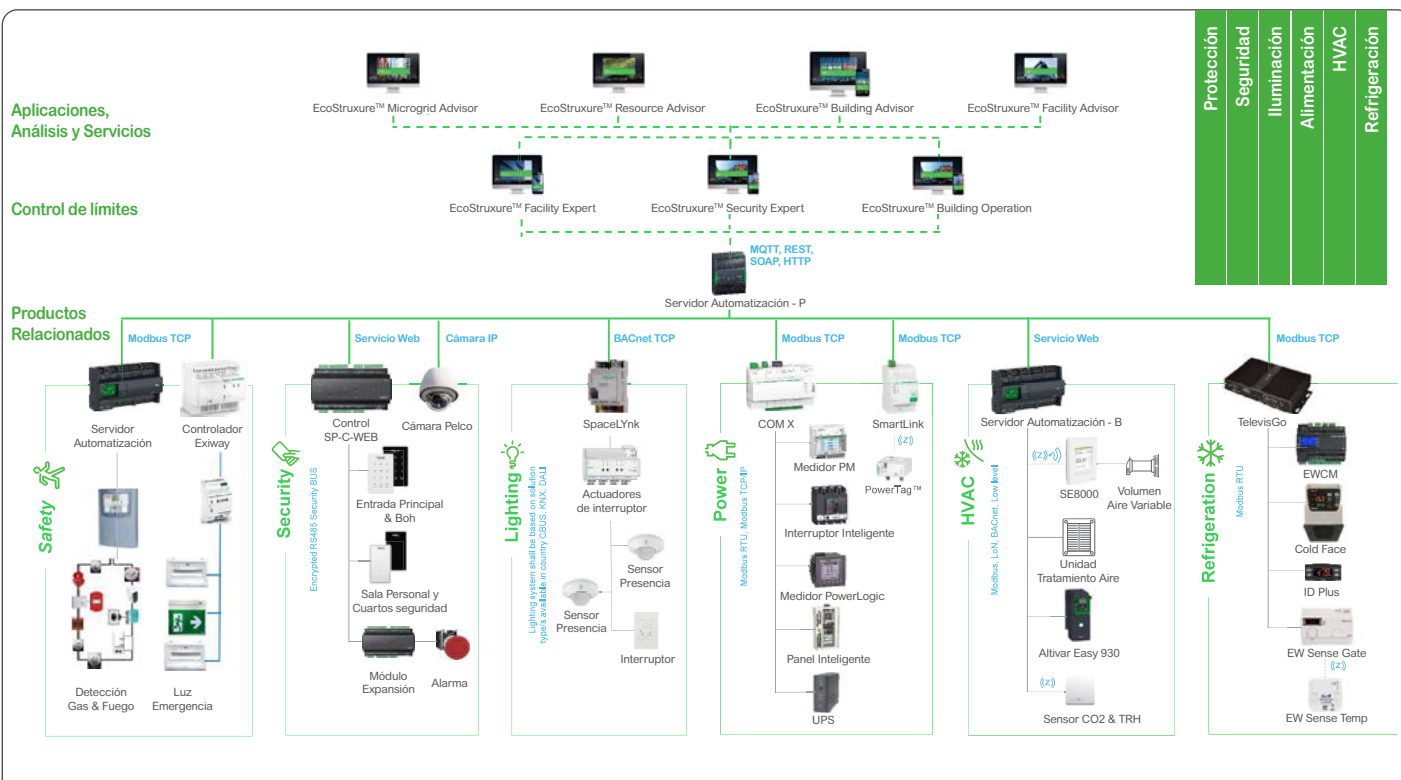 Protección
Seguridad
Iluminación
Alimentación
HVAC
Refrigeración
Aplicaciones,
Análisis y Servicios
EcoStruxure™ Microgrid Advisor
EcoStruxure™ Resource Advisor
EcoStruxure™ Building Advisor
EcoStruxure™ Facility Advisor
Control de límites
EcoStruxure™ Facility Expert
EcoStruxure™ Security Expert
EcoStruxure™ Building Operation
MQTT, REST,
SOAP, HTTP
Servidor Automatización - P
Productos
Relacionados
Modbus TCP
Servicio Web
Cámara IP
BACnet TCP
Modbus TCP
Modbus TCP
Servicio Web
Modbus TCP
Safety
Servidor
Automatización
Controlador
Exiway
Detección
Gas & Fuego
Luz
Emergencia
Security
Encrypted RS485 Security BUS
Control
SP-C-WEB
Cámara Pelco
Entrada Principal
& Boh
Sala Personal y
Cuartos seguridad
Módulo
Expansión
Alarma
Lighting
Lighting system shall be based on solution
type/s available in country CBUS, KNX, DALI
SpaceLYnk
Actuadores
de interruptor
Sensor
Presencia
Sensor
Presencia
Interruptor
Power
Modbus RTU, Modbus TCP/IP
COM X
SmartLink
((z))
Medidor PM
PowerTag™
Interruptor Inteligente
Medidor PowerLogic
Panel Inteligente
UPS
HVAC
Modbus, LoN, BACnet, Low level
Servidor Automatización - B
((z))
SE8000
Volumen
Aire Variable
Unidad
Tratamiento Aire
Altivar Easy 930
((z))
Sensor CO2 & TRH
Refrigeration
Modbus RTU
TelevisGo
EWCM
Cold Face
ID Plus
EW Sense Gate
((z))
EW Sense Temp